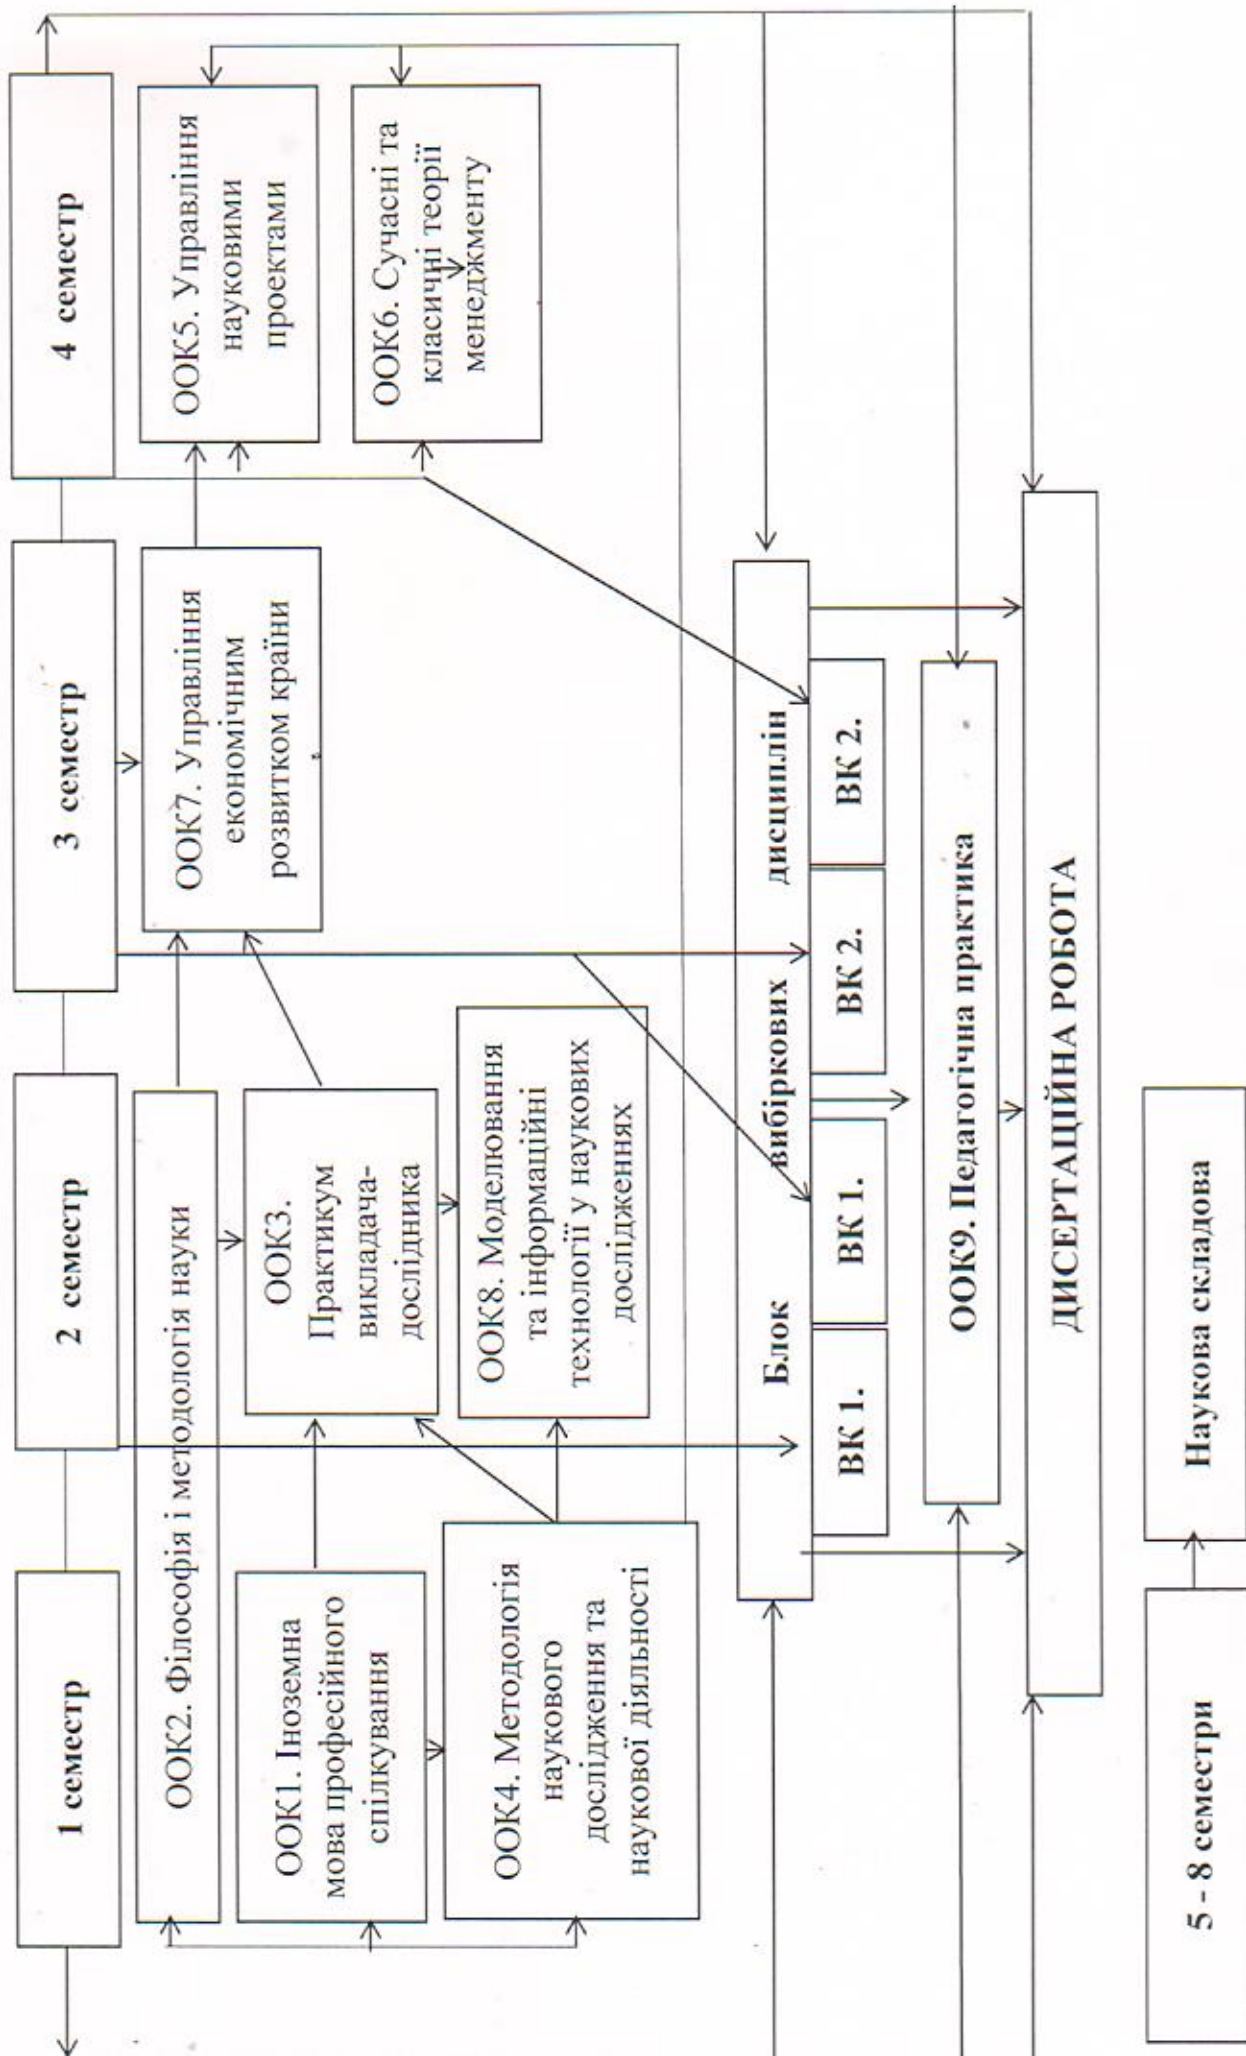 1 семестр
2 семестр
3 семестр
4 семестр
ООК2. Філософія і методологія науки
ООК1. Іноземна
мова професійного
спілкування
ООК4. Методологія
наукового
дослідження та
наукової діяльності
ООК3.
Практикум
викладача-
дослідника
ООК8. Моделювання
та інформаційні
технології у наукових
дослідженнях
ООК7. Управління
економічним
розвитком країни
ООК5. Управління
науковими
проектами
ООК6. Сучасні та
класичні теорії
менеджменту
Блок вибіркових дисциплін
ВК 1.
ВК 1.
ВК 2.
ВК 2.
ООК9. Педагогічна практика
ДИСЕРТАЦІЙНА РОБОТА
5 - 8 семестри
Наукова складова